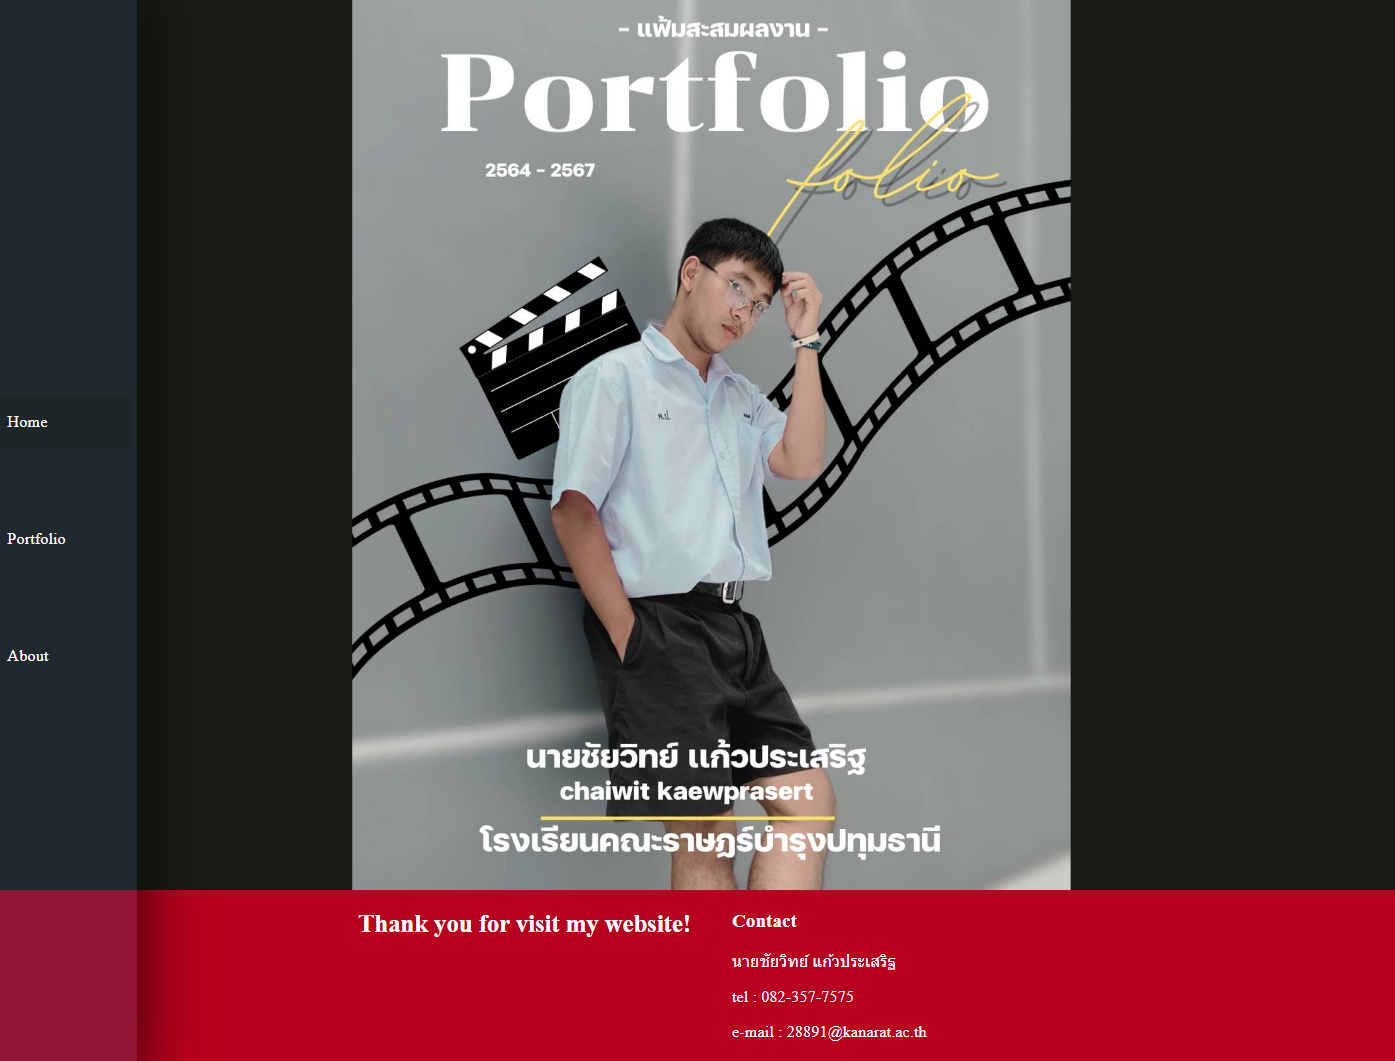 - แฟ้มสะสมผลงาน -
Portfolio
folio
2564 - 2567
Home
Portfolio
About
นายชัยวิทย์ แก้วประเสริฐ
chaiwit kaewprasert
โรงเรียนคณะราษฎร์บำรุงปทุมธานี
Thank you for visit my website!
Contact
นายชัยวิทย์ แก้วประเสริฐ
tel : 082-357-7575
e-mail : 28891@kanarat.ac.th